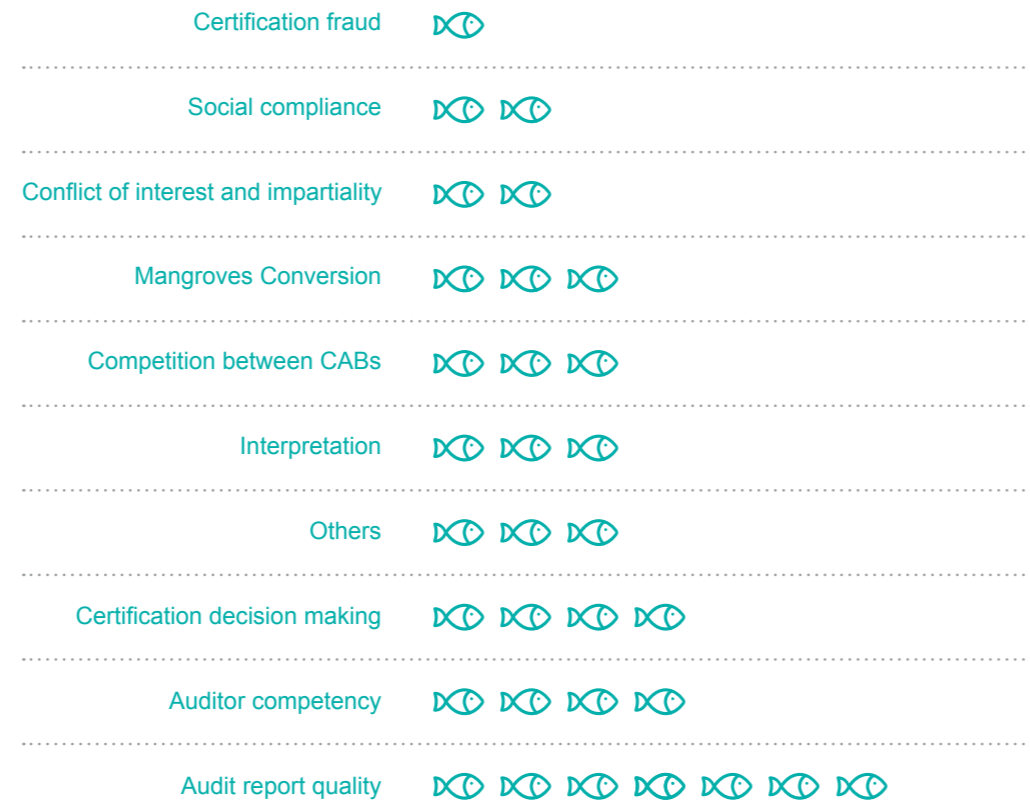 Certification fraud
Social compliance
Conflict of interest and impartiality
Mangroves Conversion
Competition between CABs
Interpretation
Others
Certification decision making
Auditor competency
Audit report quality